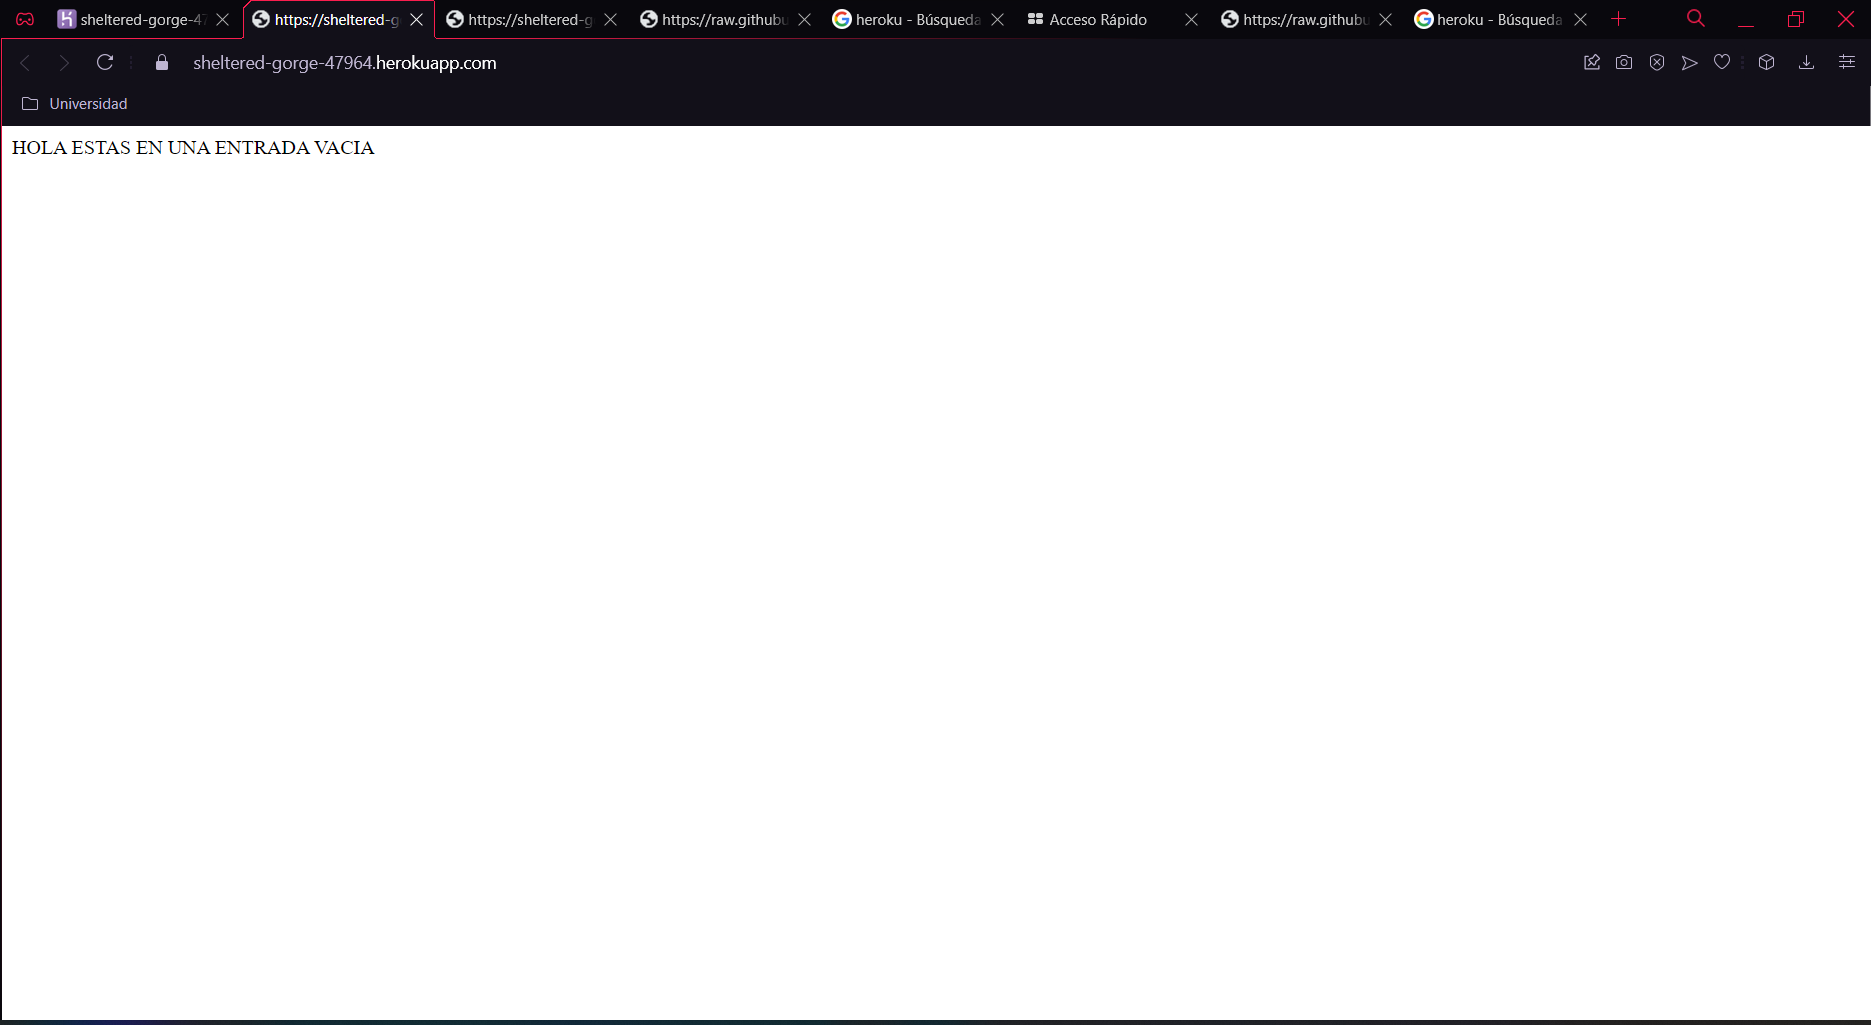 sheltered-gorge-47
https://sheltered-g
https://sheltered-g
https://raw.githubu
heroku - Búsqueda
Acceso Rápido
https://raw.githubu
heroku - Búsqueda
sheltered-gorge-47964.herokuapp.com
Universidad
HOLA ESTAS EN UNA ENTRADA VACIA